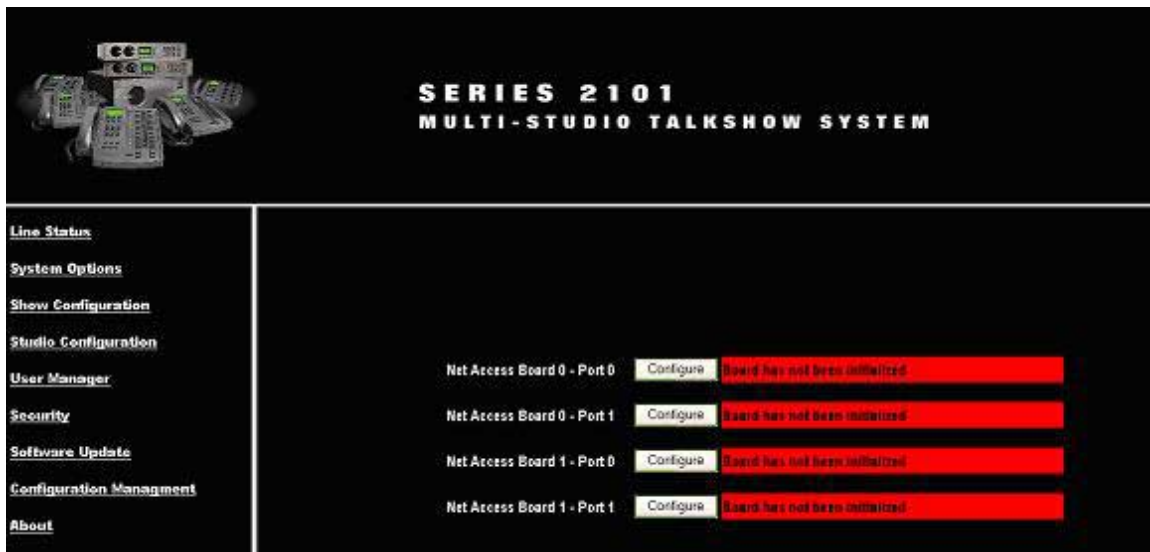 SERIES 2101
MULTI-STUDIO TALKSHOW SYSTEM
Line Status
System Options
Show Configuration
Studio Configuration
User Manager
Security
Software Update
Configuration Managment
About
Net Access Board 0 - Port 0 Configure Board has not been initialized
Net Access Board 0 - Port 1 Configure Board has not been initialized
Net Access Board 1 - Port 0 Configure Board has not been initialized
Net Access Board 1 - Port 1 Configure Board has not been initialized